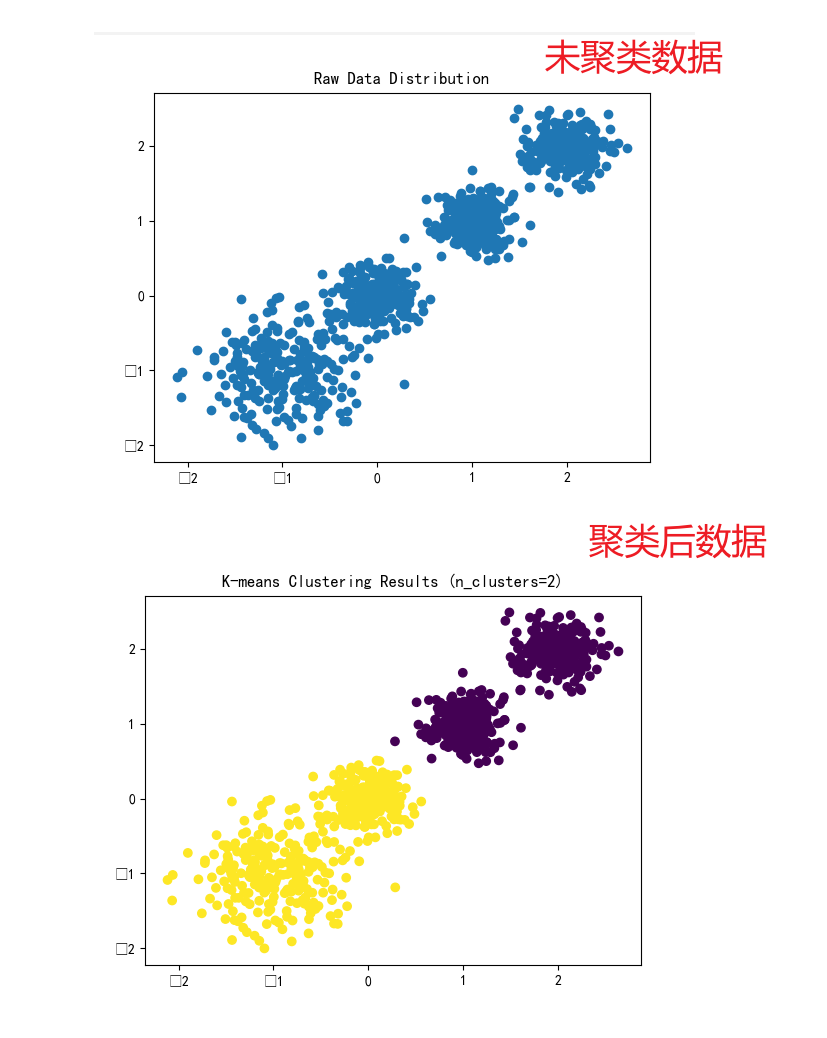 未聚类数据
Raw Data Distribution
2
1
0
□1
□2
□2 □1 0 1 2
聚类后数据
K-means Clustering Results (n_clusters=2)
2
1
0
□1
□2
□2 □1 0 1 2